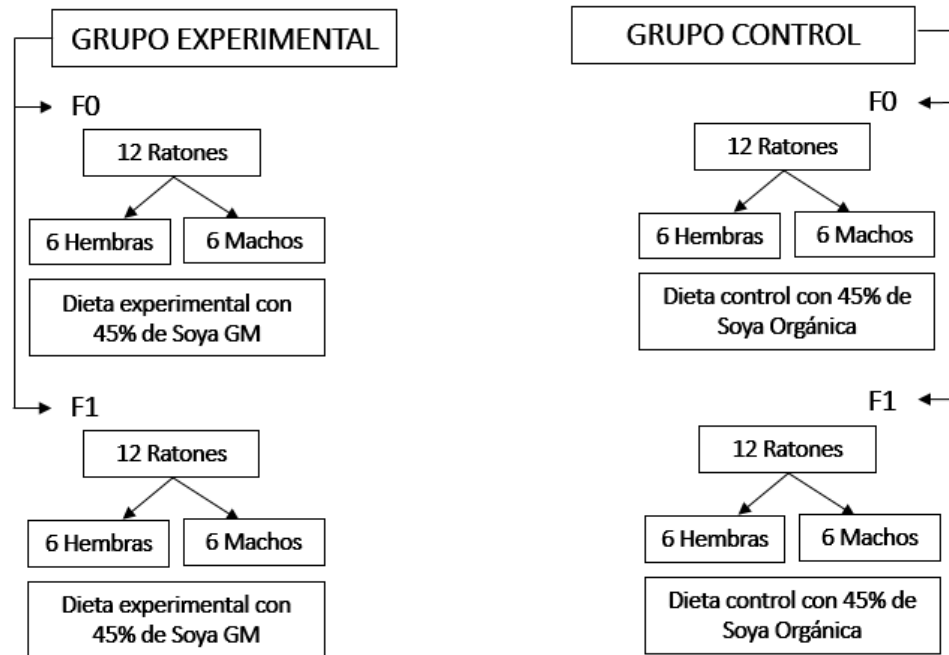 GRUPO EXPERIMENTAL
F0
12 Ratones
6 Hembras
6 Machos
Dieta experimental con
45% de Soya GM
F1
12 Ratones
6 Hembras
6 Machos
Dieta experimental con
45% de Soya GM
GRUPO CONTROL
F0
12 Ratones
6 Hembras
6 Machos
Dieta control con 45% de
Soya Orgánica
F1
12 Ratones
6 Hembras
6 Machos
Dieta control con 45% de
Soya Orgánica